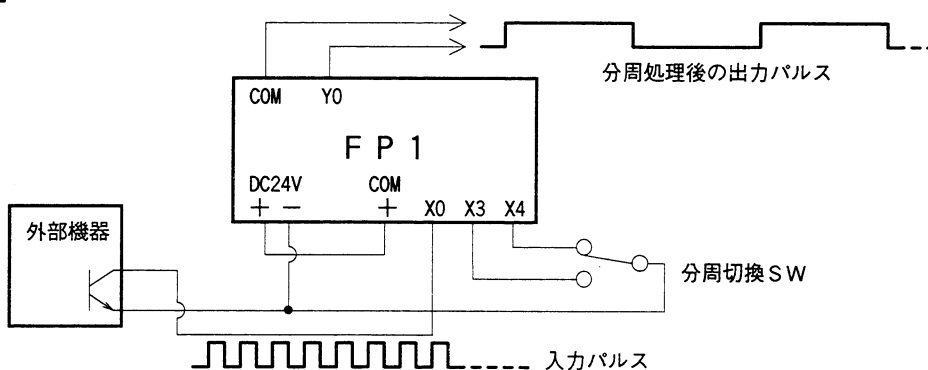 分周処理後の出力パルス
COM Y0
FP1
DC24V COM
+ − + X0 X3 X4
外部機器
分周切換SW
入力パルス